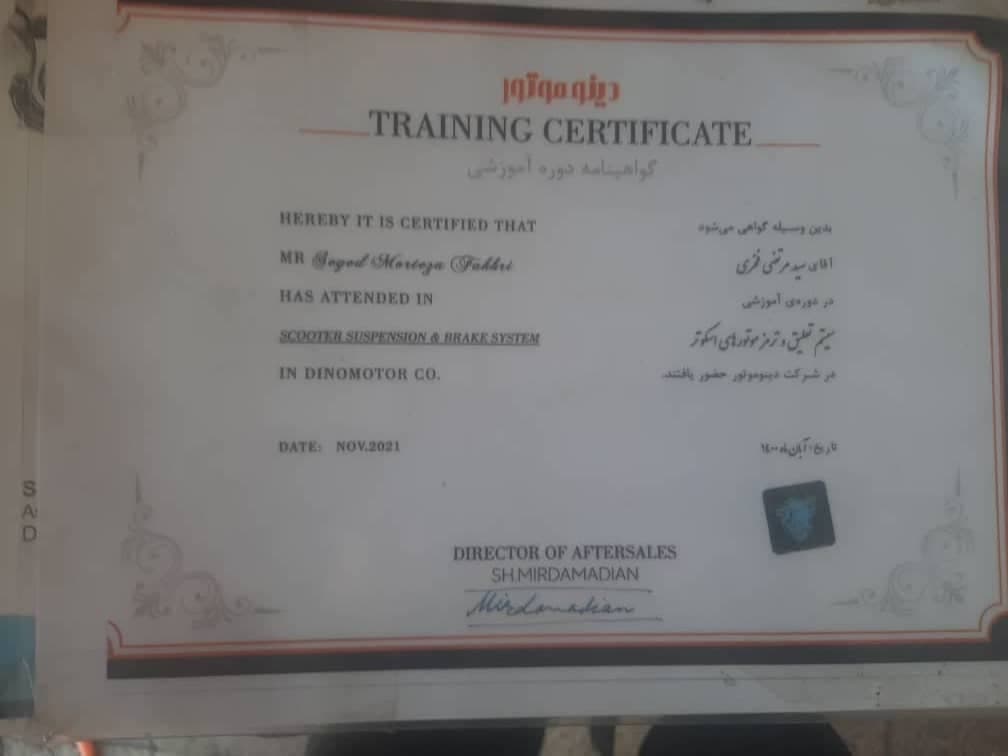 دینو موتور
TRAINING CERTIFICATE
گواهینامه دوره آموزشی
HEREBY IT IS CERTIFIED THAT
MR Seyed Morteza Fakhri
HAS ATTENDED IN
SCOOTER SUSPENSION & BRAKE SYSTEM
IN DINOMOTOR CO.
DATE: NOV.2021
بدین وسیله گواهی می‌شود
آقای سید مرتضی فخری
در دوره‌ی آموزشی
سیستم تعلیق و ترمز موتورهای اسکوتر
در شرکت دینوموتور حضور یافتند.
تاریخ: آبان ماه ۱۴۰۰
DIRECTOR OF AFTERSALES
SH.MIRDAMADIAN
Mirdamadian
S
A
D